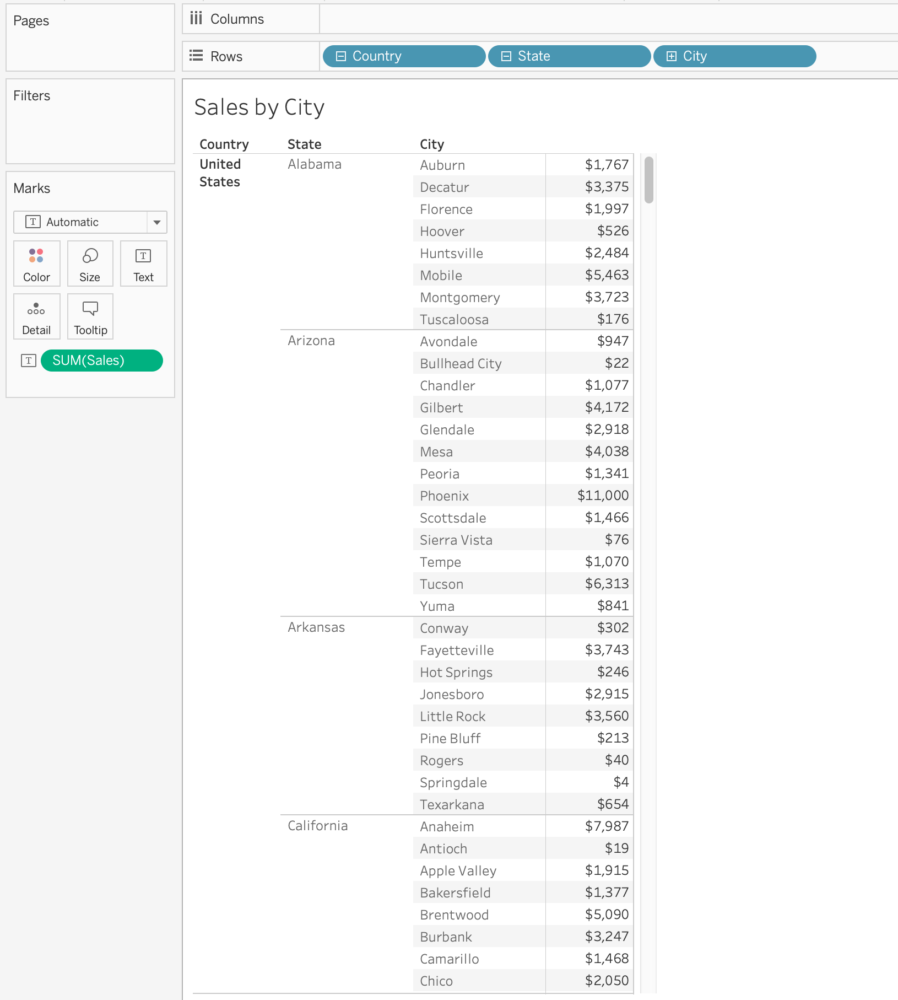 Pages
Columns
Rows
Country
State
City
Filters
Marks
T Automatic
Color
Size
T
Text
Detail
Tooltip
T SUM(Sales)
Sales by City
Country State City
United States Alabama Auburn $1,767
Decatur $3,375
Florence $1,997
Hoover $526
Huntsville $2,484
Mobile $5,463
Montgomery $3,723
Tuscaloosa $176
Arizona Avondale $947
Bullhead City $22
Chandler $1,077
Gilbert $4,172
Glendale $2,918
Mesa $4,038
Peoria $1,341
Phoenix $11,000
Scottsdale $1,466
Sierra Vista $76
Tempe $1,070
Tucson $6,313
Yuma $841
Arkansas Conway $302
Fayetteville $3,743
Hot Springs $246
Jonesboro $2,915
Little Rock $3,560
Pine Bluff $213
Rogers $40
Springdale $4
Texarkana $654
California Anaheim $7,987
Antioch $19
Apple Valley $1,915
Bakersfield $1,377
Brentwood $5,090
Burbank $3,247
Camarillo $1,468
Chico $2,050